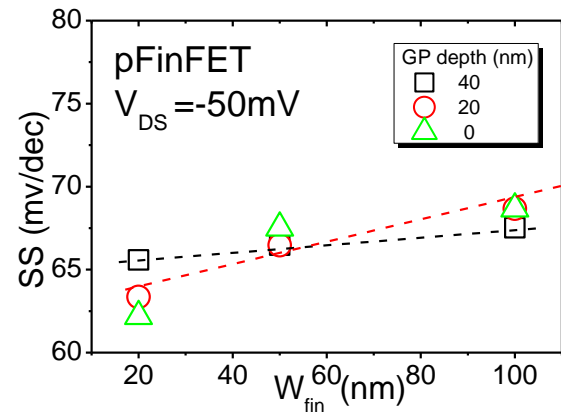 80
75
70
65
60
SS (mv/dec)
pFinFET
V_DS =-50mV
GP depth (nm)
40
20
0
20 40 60 80 100
W_fin (nm)